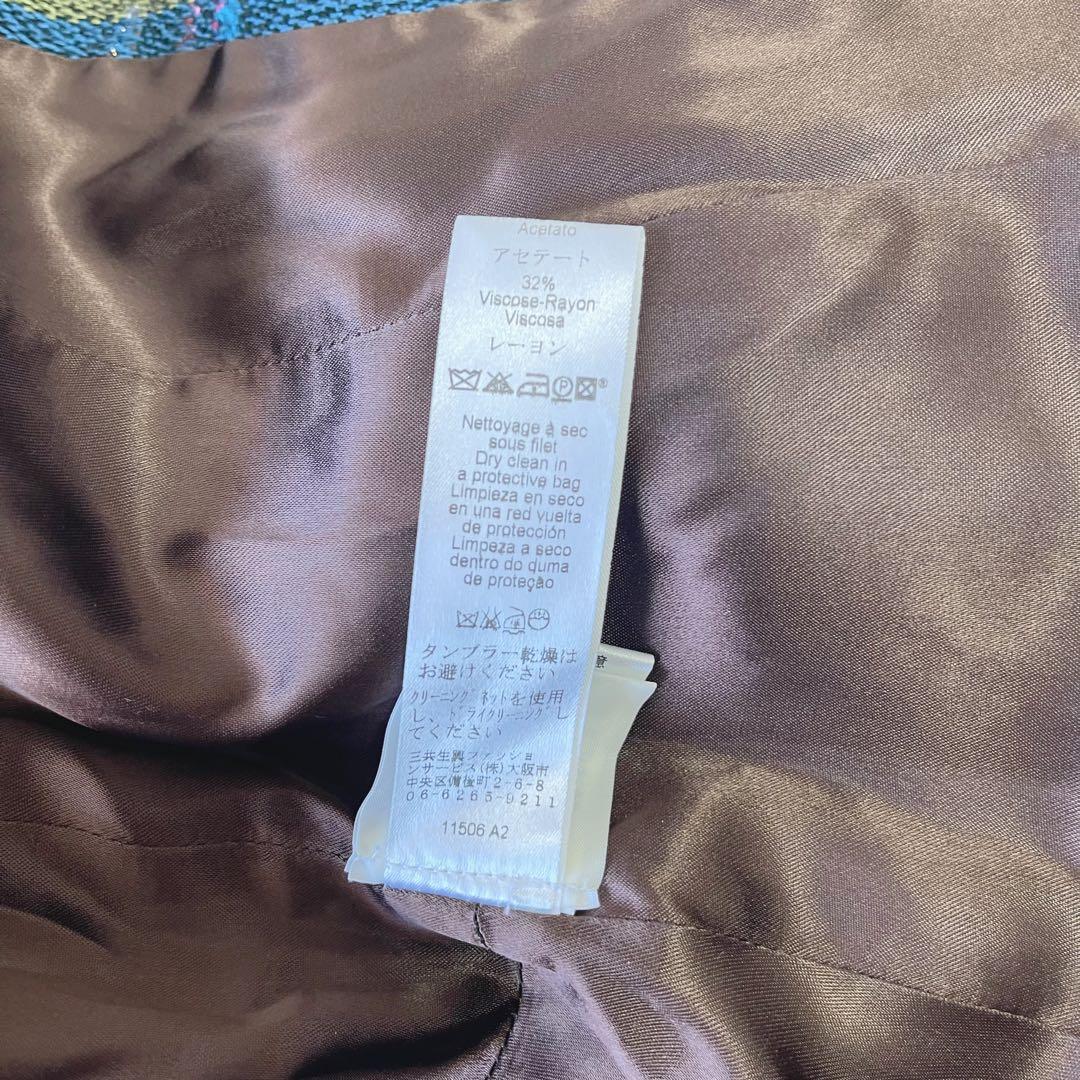 Acetato
アセテート
32%
Viscose-Rayon
Viscosa
レーヨン
P
Nettoyage à sec
sous filet
Dry clean in
a protective bag
Limpieza en seco
en una red vuelta
de protección
Limpeza a seco
dentro do duma
de proteçao
タンブラー乾燥は
お避けください
クリーニングネットを使用
し、ドライクリーニングし
てください
三共生興ファッショ
ンサービス(株)大阪市
中央区備後町2-6-8
06-6265-9211
11506 A2
意